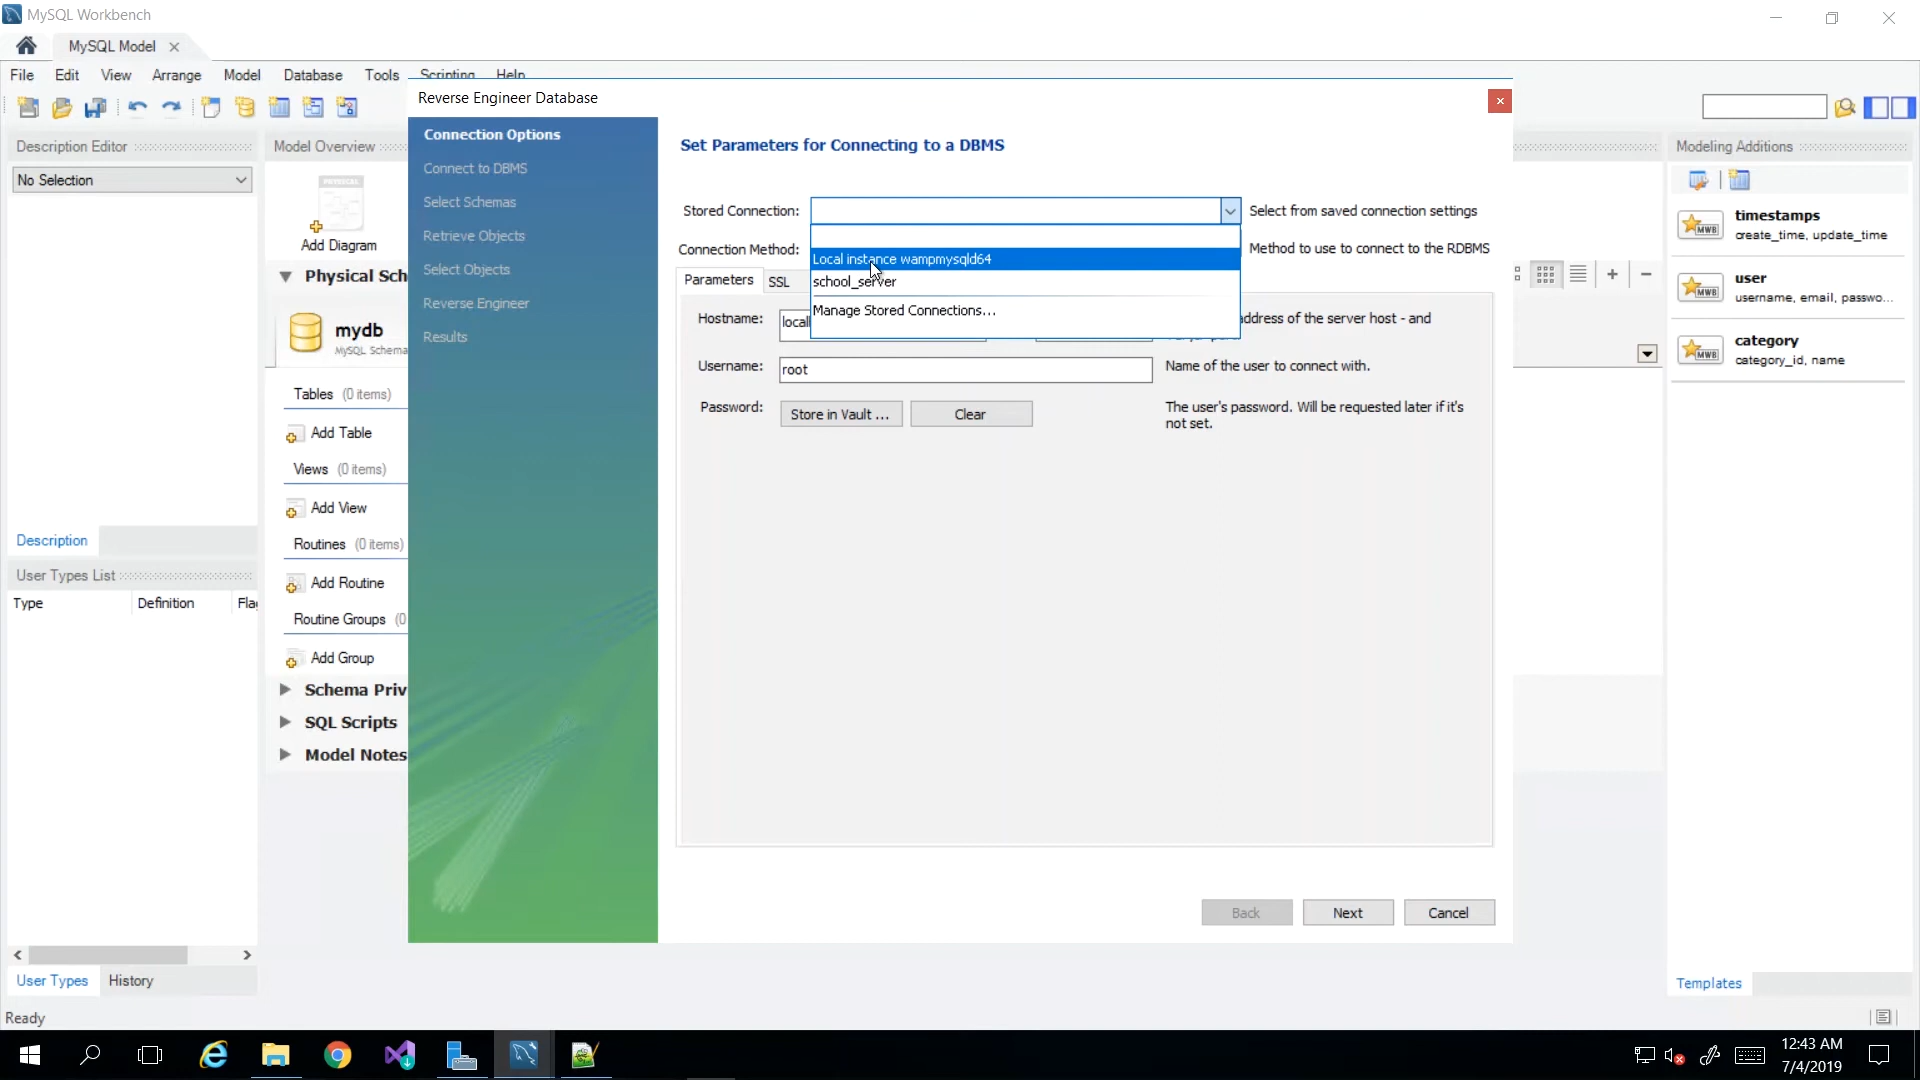 MySQL Workbench
MySQL Model
File Edit View Arrange Model Database Tools Scripting Help
Reverse Engineer Database
Description Editor
No Selection
Description
User Types List
Type Definition
User Types History
Ready
Model Overview
PHYSICAL
Add Diagram
Physical Sch
mydb
MySQL Schema
Tables (0 items)
Add Table
Views (0 items)
Add View
Routines (0 items)
Add Routine
Routine Groups (0
Add Group
Schema Priv
SQL Scripts
Model Notes
Connection Options
Connect to DBMS
Select Schemas
Retrieve Objects
Select Objects
Reverse Engineer
Results
Set Parameters for Connecting to a DBMS
Stored Connection: Select from saved connection settings
Connection Method: Method to use to connect to the RDBMS
Local instance wampmysqld64
school_server
Manage Stored Connections...
Parameters SSL
Hostname: address of the server host - and
Username: root Name of the user to connect with.
Password: Store in Vault ... Clear The user's password. Will be requested later if it's
not set.
Back Next Cancel
Modeling Additions
timestamps
create_time, update_time
user
username, email, passwo...
category
category_id, name
MWB
MWB
MWB
Templates
12:43 AM
7/4/2019